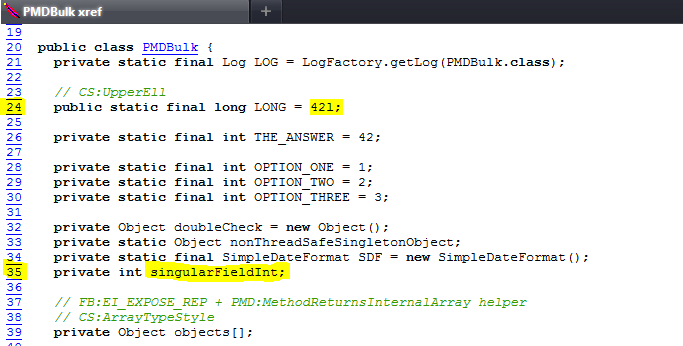 PMDBulk xref +
19
20 public class PMDBulk {
21 private static final Log LOG = LogFactory.getLog(PMDBulk.class);
22
23 // CS:UpperEll
24 public static final long LONG = 42l;
25
26 private static final int THE_ANSWER = 42;
27
28 private static final int OPTION_ONE = 1;
29 private static final int OPTION_TWO = 2;
30 private static final int OPTION_THREE = 3;
31
32 private Object doubleCheck = new Object();
33 private static Object nonThreadSafeSingletonObject;
34 private static final SimpleDateFormat SDF = new SimpleDateFormat();
35 private int singularFieldInt;
36
37 // FB:EI_EXPOSE_REP + PMD:MethodReturnsInternalArray helper
38 // CS:ArrayTypeStyle
39 private Object objects[];